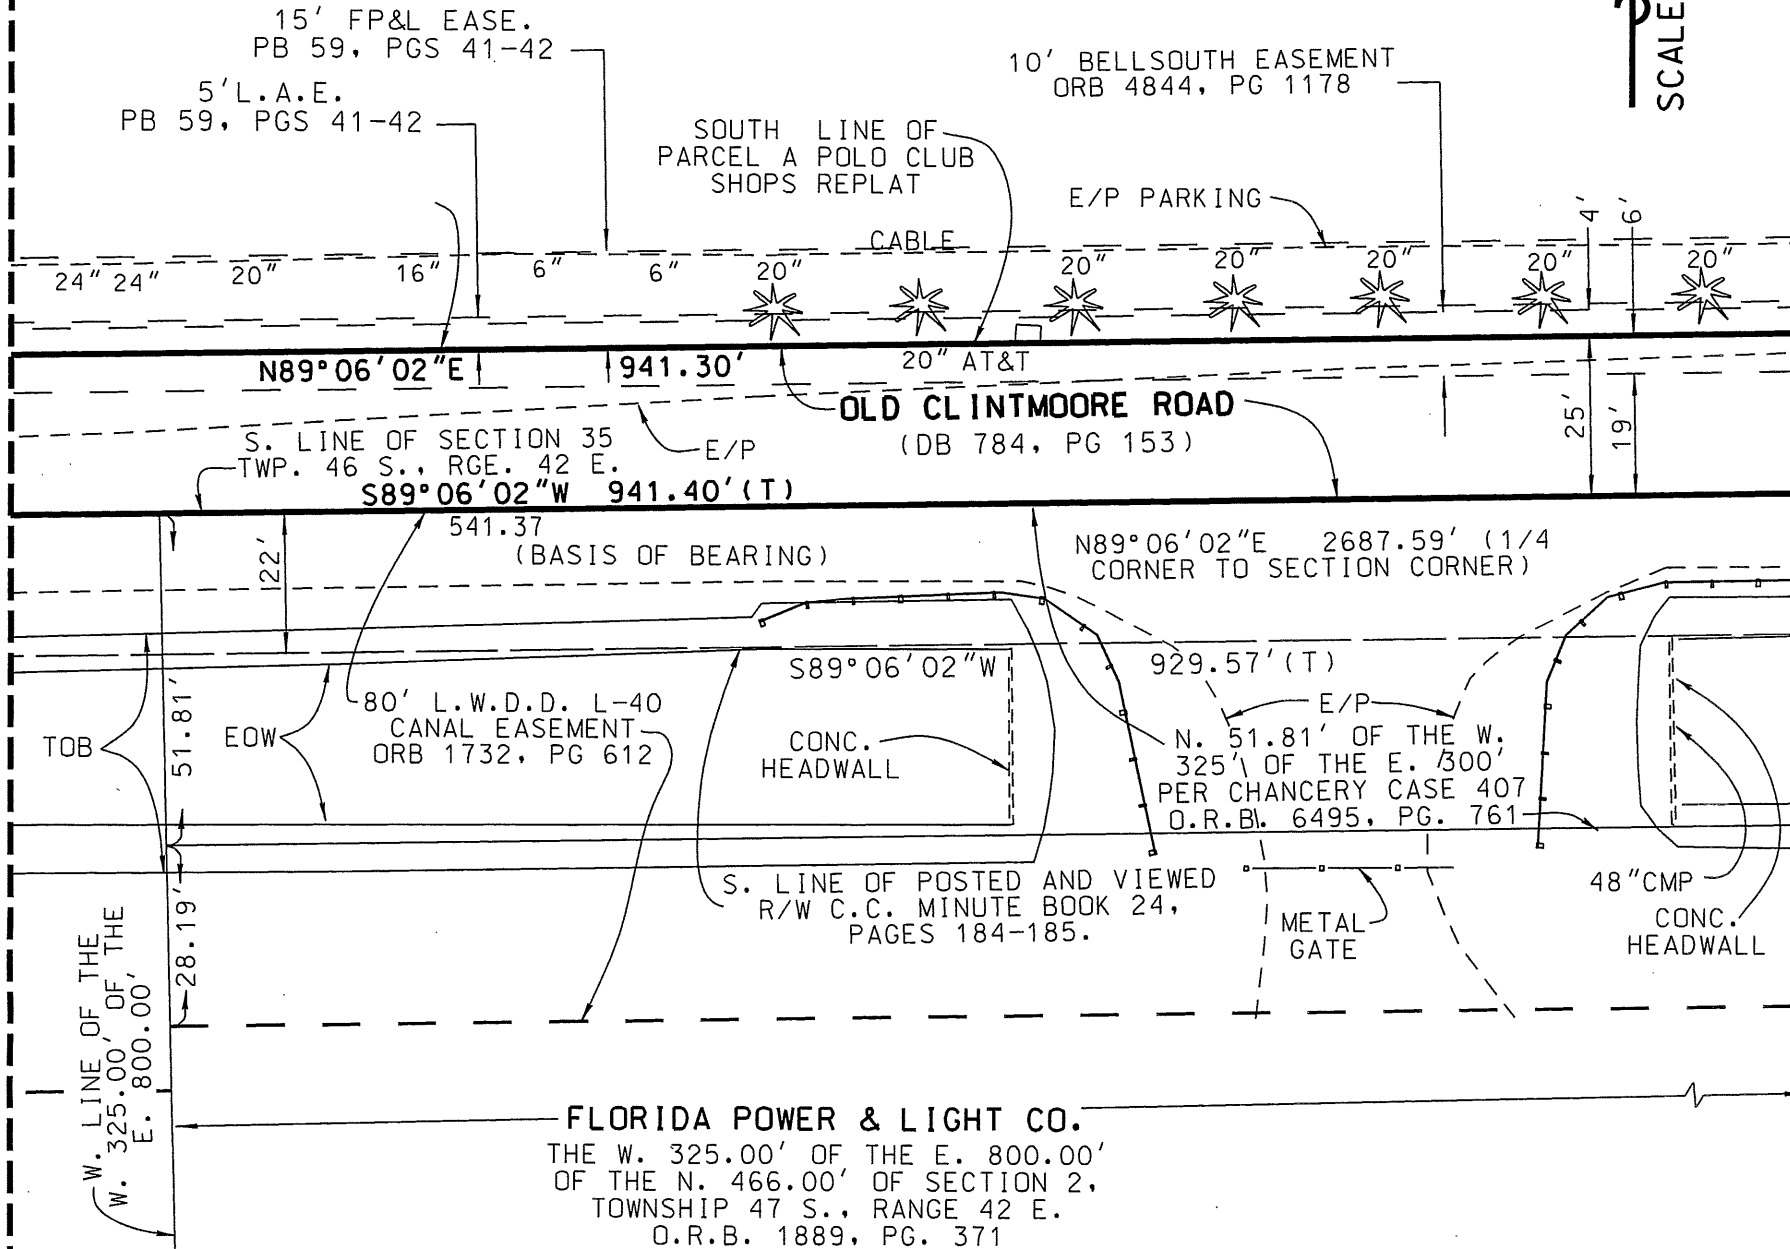 15' FP&L EASE.
PB 59, PGS 41-42
5'L.A.E.
PB 59, PGS 41-42
10' BELLSOUTH EASEMENT
ORB 4844, PG 1178
SCALE
SOUTH LINE OF
PARCEL A POLO CLUB
SHOPS REPLAT
E/P PARKING
4'
6'
CABLE
24" 24" 20" 16" 6" 6" 20" 20" 20" 20" 20" 20"
N89°06'02"E 941.30'
20" AT&T
OLD CLINTMOORE ROAD
(DB 784, PG 153)
25'
19'
E/P
S. LINE OF SECTION 35
TWP. 46 S., RGE. 42 E.
S89°06'02"W 941.40'(T)
541.37
(BASIS OF BEARING)
22'
N89°06'02"E 2687.59' (1/4
CORNER TO SECTION CORNER)
S89°06'02"W 929.57'(T)
E/P
51.81'
TOB
EOW
80' L.W.D.D. L-40
CANAL EASEMENT
ORB 1732, PG 612
CONC.
HEADWALL
N. 51.81' OF THE W.
325' OF THE E. 300'
PER CHANCERY CASE 407
O.R.B. 6495, PG. 761
S. LINE OF POSTED AND VIEWED
R/W C.C. MINUTE BOOK 24,
PAGES 184-185.
METAL
GATE
48"CMP
CONC.
HEADWALL
28.19'
W. LINE OF THE
W. 325.00' OF THE
E. 800.00'
FLORIDA POWER & LIGHT CO.
THE W. 325.00' OF THE E. 800.00'
OF THE N. 466.00' OF SECTION 2,
TOWNSHIP 47 S., RANGE 42 E.
O.R.B. 1889, PG. 371